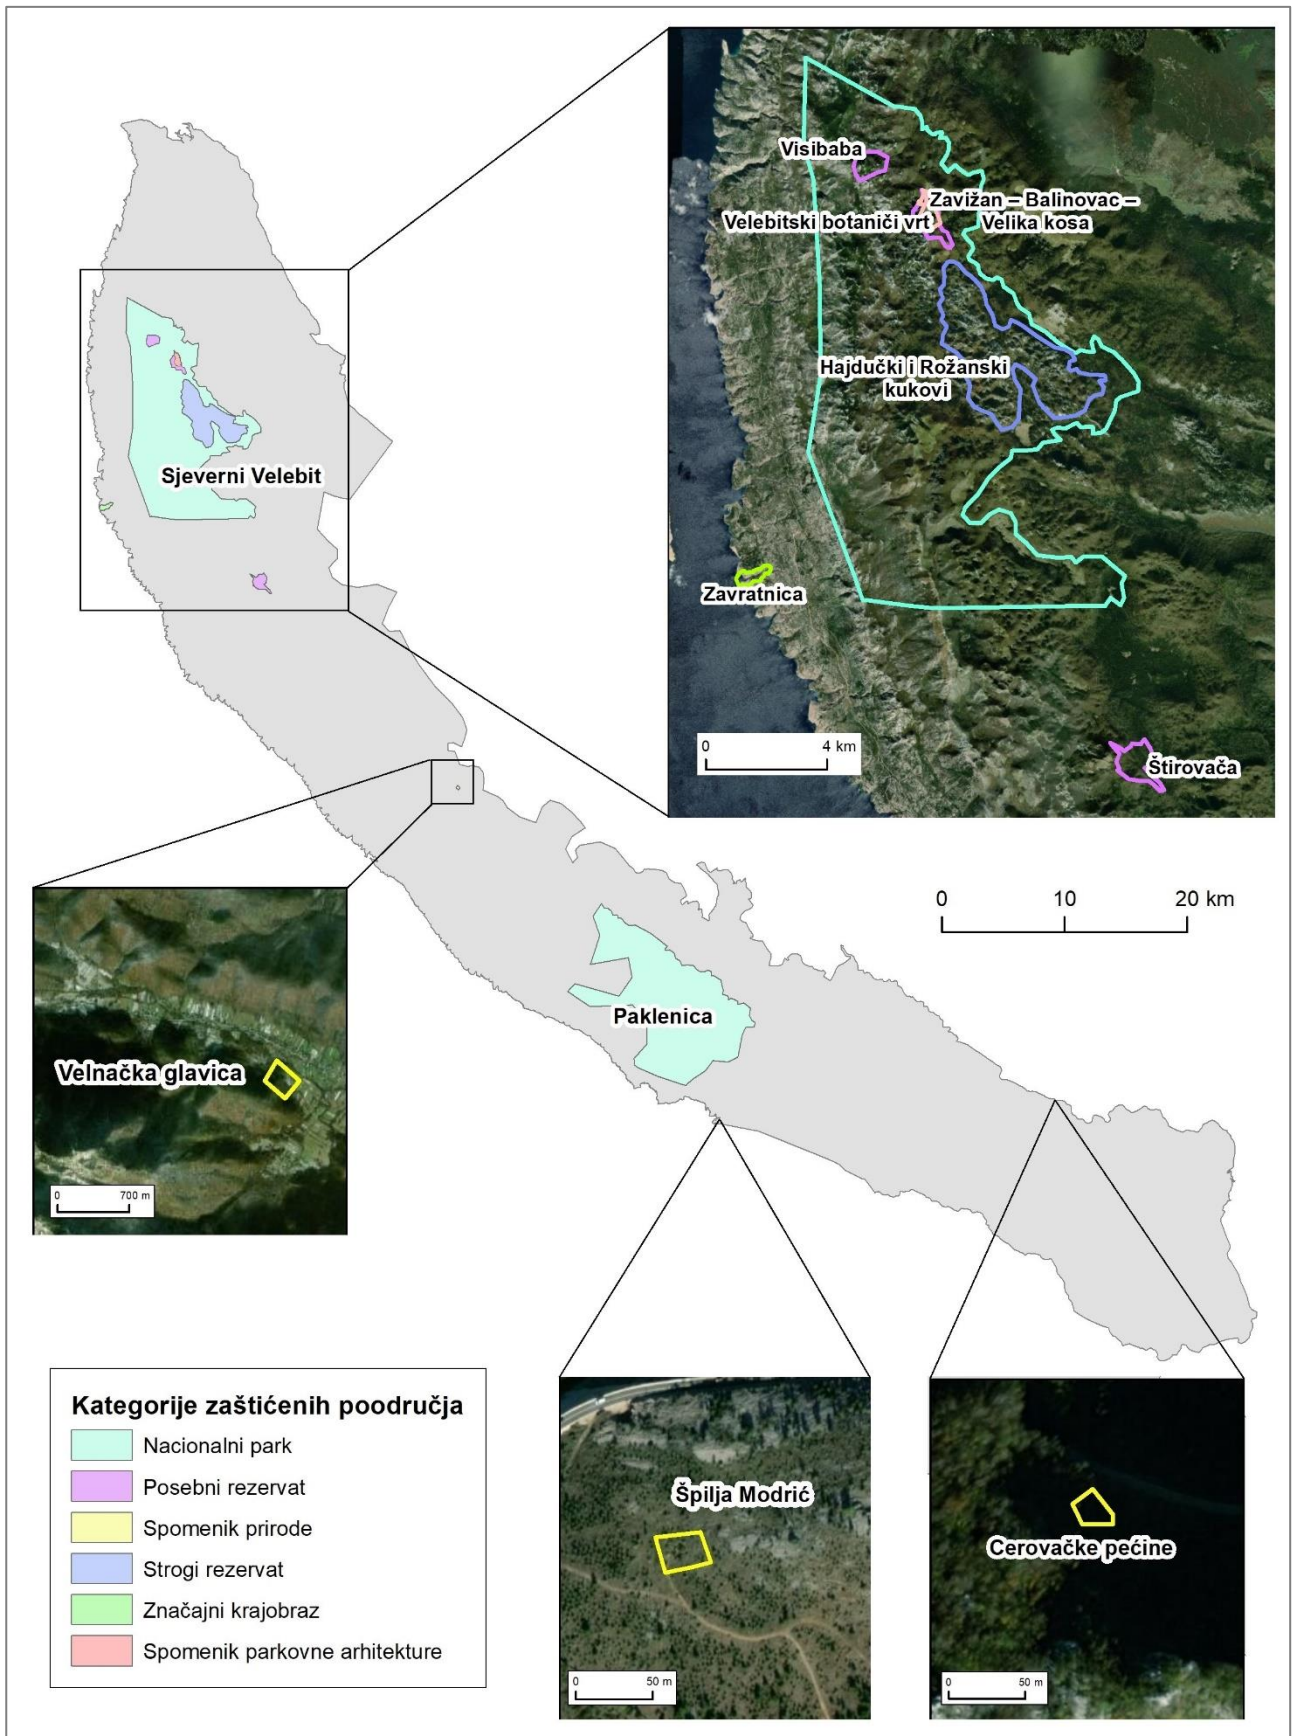 Visibaba
Zavižan – Balinovac –
Velika kosa
Velebitski botaniči vrt
Hajdučki i Rožanski
kukovi
Zavratnica
0 4 km
Štirovača
Sjeverni Velebit
0 10 20 km
Paklenica
Velnačka glavica
0 700 m
Kategorije zaštićenih poodručja
Nacionalni park
Posebni rezervat
Spomenik prirode
Strogi rezervat
Značajni krajobraz
Spomenik parkovne arhitekture
Špilja Modrić
0 50 m
Cerovačke pećine
0 50 m